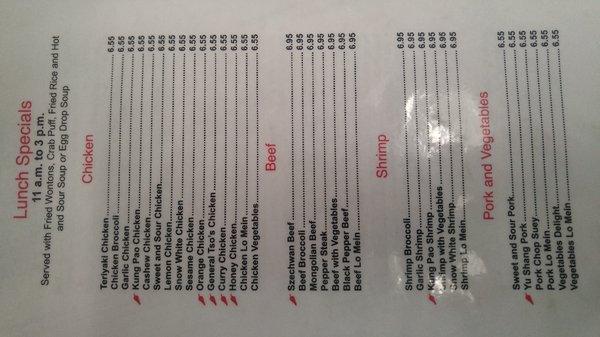 Lunch Specials
11 a.m. to 3 p.m.
Served with Fried Wontons, Crab Puff, Fried Rice and Hot
and Sour Soup or Egg Drop Soup
Chicken
Teriyaki Chicken 6.55
Chicken Broccoli 6.55
Garlic Chicken 6.55
Kung Pao Chicken 6.55
Cashew Chicken 6.55
Sweet and Sour Chicken 6.55
Lemon Chicken 6.55
Snow White Chicken 6.55
Sesame Chicken 6.55
Orange Chicken 6.55
General Tso's Chicken 6.55
Curry Chicken 6.55
Honey Chicken 6.55
Chicken Lo Mein 6.55
Chicken Vegetables 6.55
Beef
Szechwan Beef 6.95
Beef Broccoli 6.95
Mongolian Beef 6.95
Pepper Steak 6.95
Beef with Vegetables 6.95
Black Pepper Beef 6.95
Beef Lo Mein 6.95
Shrimp
Shrimp Broccoli 6.95
Garlic Shrimp 6.95
Kung Pao Shrimp 6.95
Shrimp with Vegetables 6.95
Snow White Shrimp 6.95
Shrimp Lo Mein 6.95
Pork and Vegetables
Sweet and Sour Pork 6.55
Yu Shang Pork 6.55
Pork Chop Suey 6.55
Pork Lo Mein 6.55
Vegetables Delight 6.55
Vegetables Lo Mein 6.55